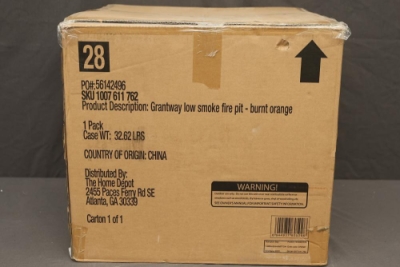 28
PO#:56142496
SKU 1007 611 762
Product Description: Grantway low smoke fire pit - burnt orange
1 Pack
Case WT: 32.62 LRS
COUNTRY OF ORIGIN: CHINA
Distributed By:
The Home Depot
2455 Paces Ferry Rd SE
Atlanta, GA 30339
Carton 1 of 1
WARNING!